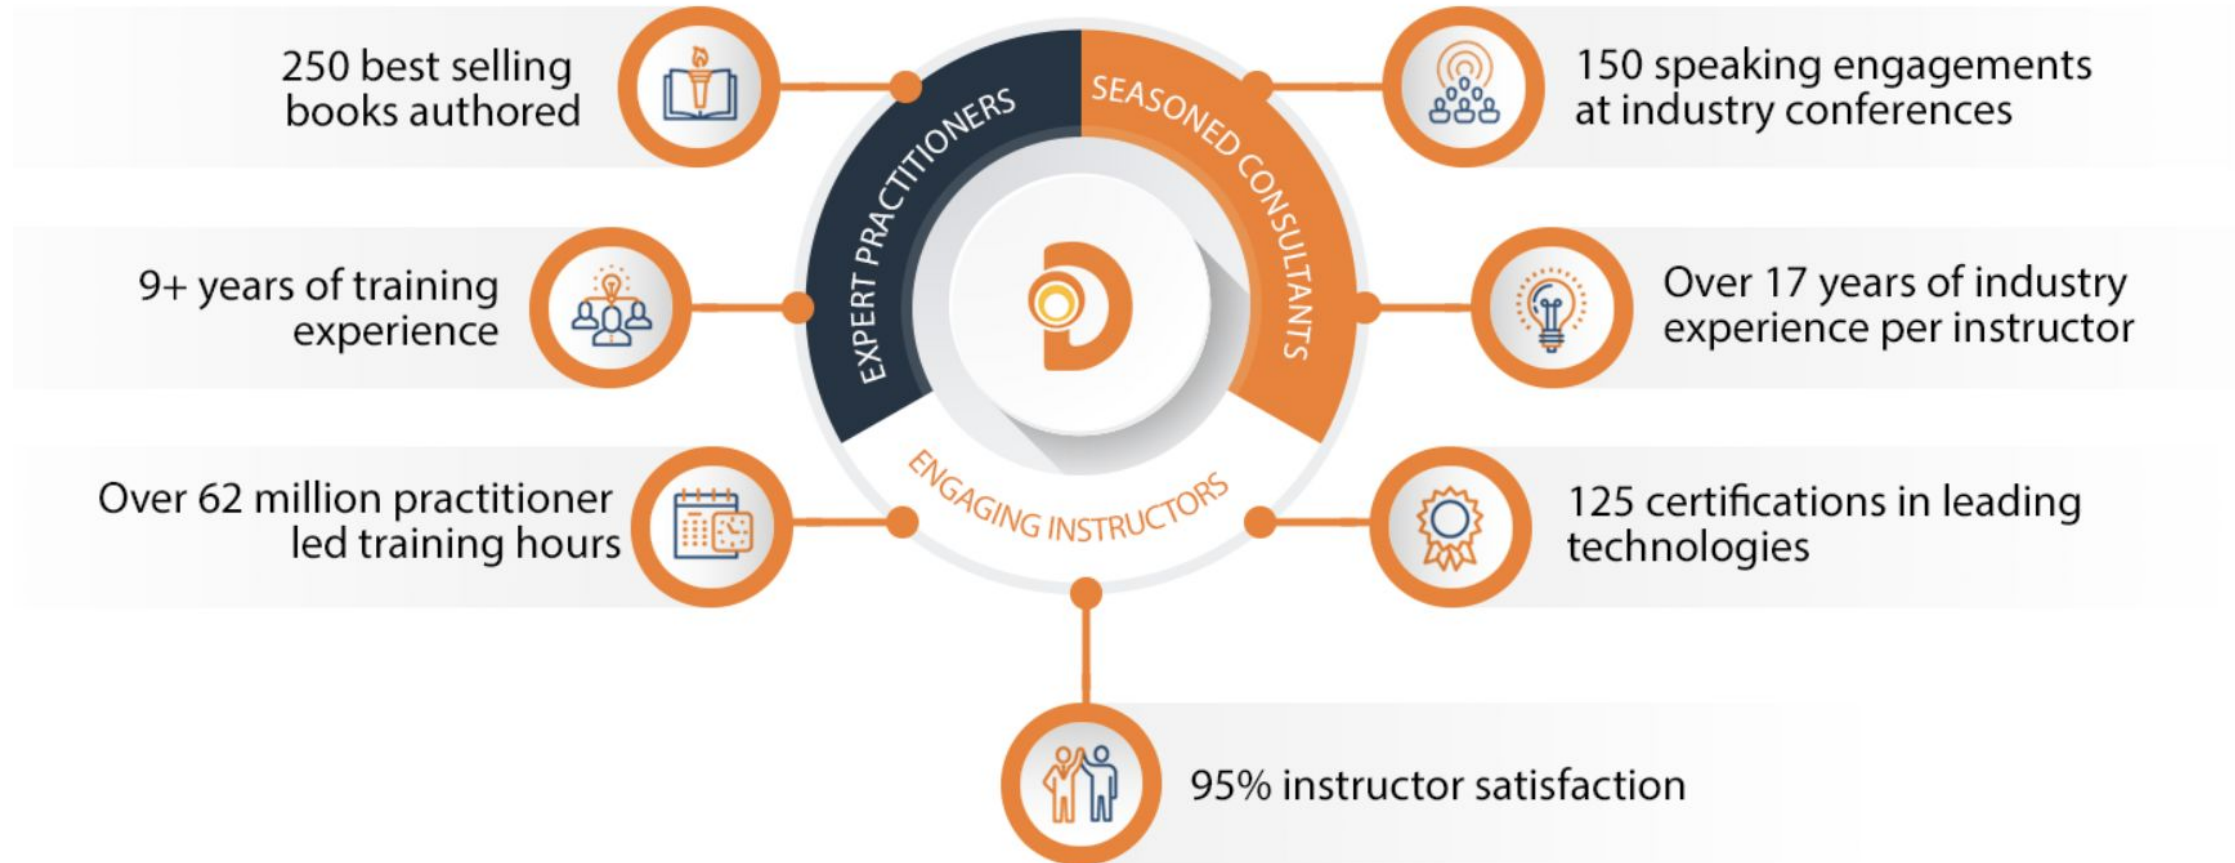 250 best selling
books authored
9+ years of training
experience
Over 62 million practitioner
led training hours
EXPERT PRACTITIONERS
SEASONED CONSULTANTS
ENGAGING INSTRUCTORS
150 speaking engagements
at industry conferences
Over 17 years of industry
experience per instructor
125 certifications in leading
technologies
95% instructor satisfaction